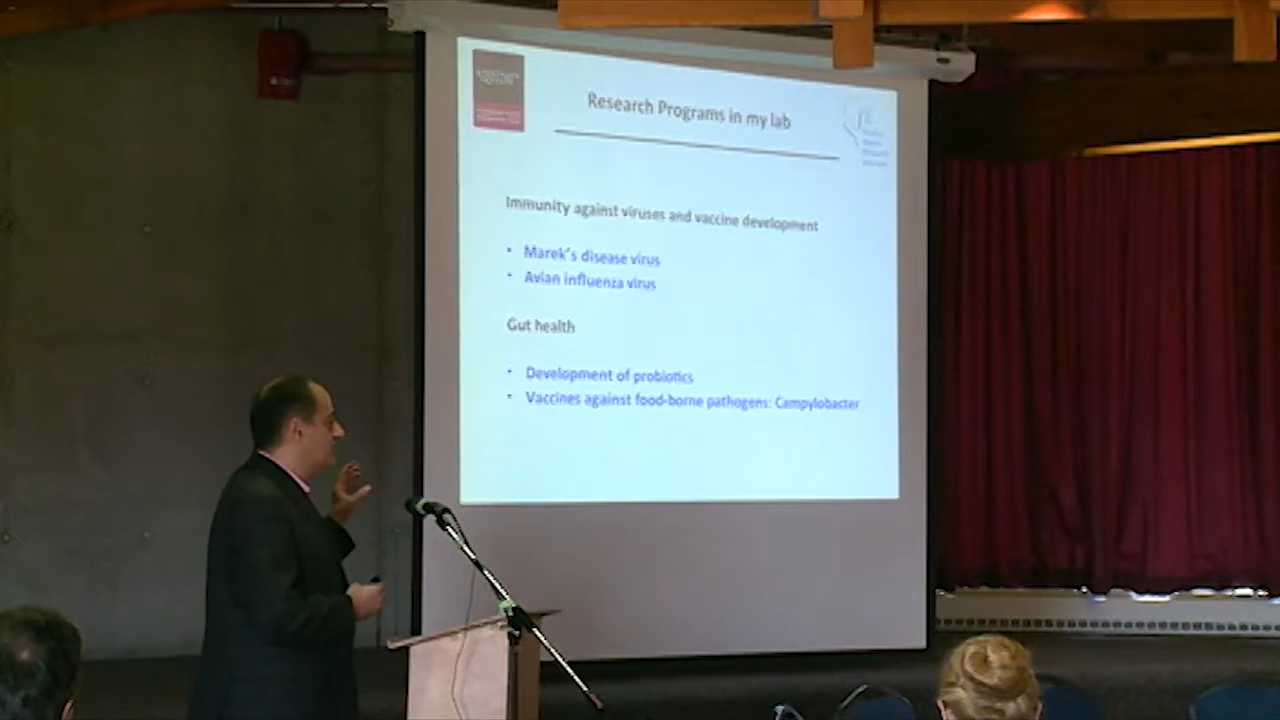 Research Programs in my lab
Immunity against viruses and vaccine development
• Marek's disease virus
• Avian influenza virus
Gut health
• Development of probiotics
• Vaccines against food-borne pathogens: Campylobacter